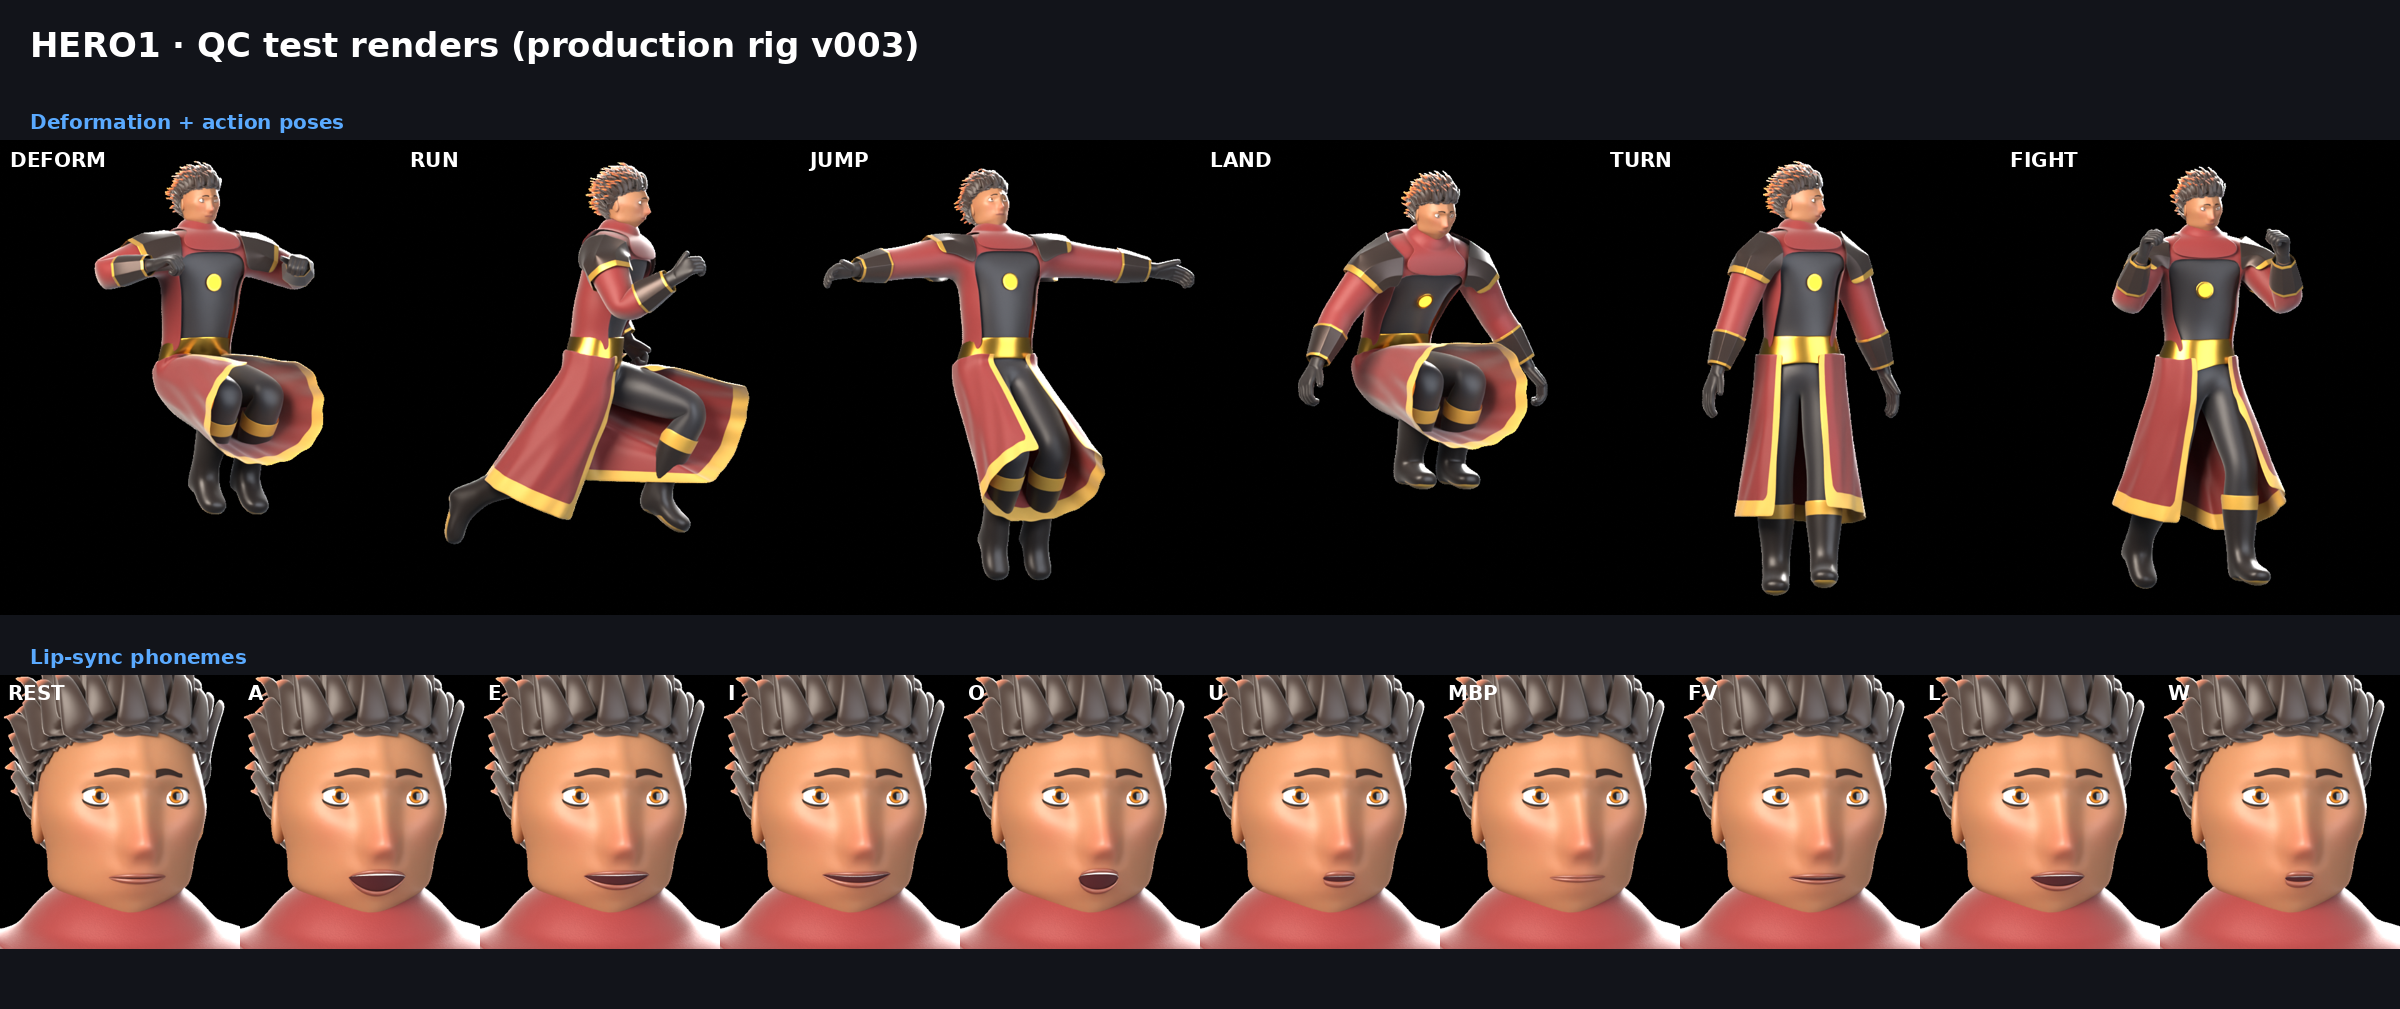 HERO1 · QC test renders (production rig v003)
Deformation + action poses
DEFORM RUN JUMP LAND TURN FIGHT
Lip-sync phonemes
REST A E I O U MBP FV L W